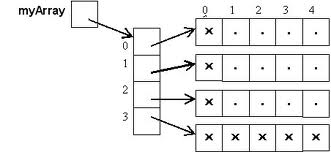 myArray
0 1 2 3 4
0 × . . . .
1 × . . . .
2 × . . . .
3 × × × × ×